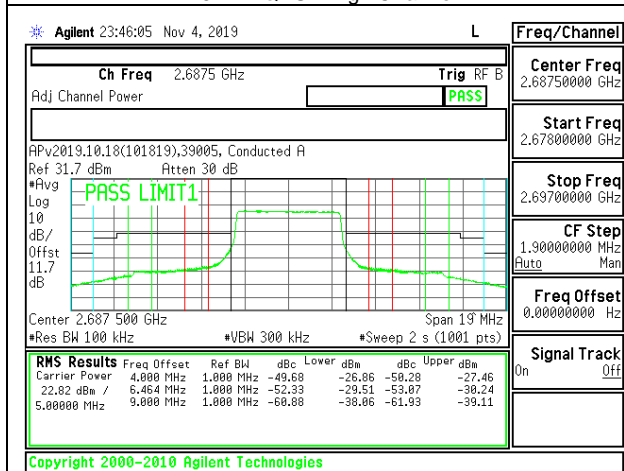 Agilent 23:46:05 Nov 4, 2019 L
Freq/Channel
Ch Freq 2.6875 GHz Trig RF B
Adj Channel Power PASS
Center Freq
2.68750000 GHz
Start Freq
2.67800000 GHz
Stop Freq
2.69700000 GHz
CF Step
1.90000000 MHz
Auto Man
Freq Offset
0.00000000 Hz
Signal Track
On Off
APv2019.10.18(101819),39005, Conducted A
Ref 31.7 dBm Atten 30 dB
#Avg
Log
10
dB/
Offst
11.7
dB
PASS LIMIT1
Center 2.687 500 GHz Span 19 MHz
#Res BW 100 kHz #VBW 300 kHz #Sweep 2 s (1001 pts)
RMS Results Freq Offset Ref BW dBc Lower dBm dBc Upper dBm
Carrier Power 4.000 MHz 1.000 MHz -49.68 -26.86 -50.28 -27.46
22.82 dBm / 6.464 MHz 1.000 MHz -52.33 -29.51 -53.07 -30.24
5.00000 MHz 9.000 MHz 1.000 MHz -60.88 -38.06 -61.93 -39.11
Copyright 2000-2010 Agilent Technologies